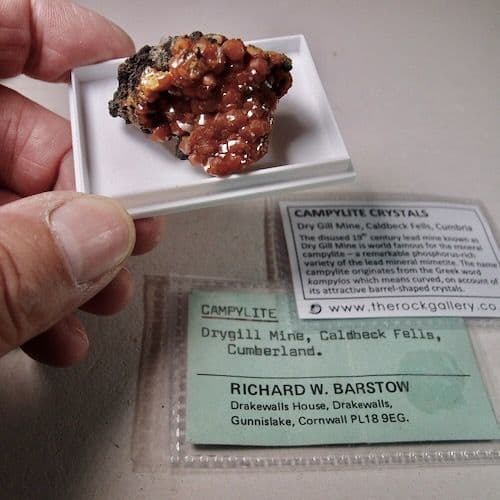 CAMPYLITE CRYSTALS
Dry Gill Mine, Caldbeck Fells, Cumbria
The disused 19th century lead mine known as
Dry Gill Mine is world famous for the mineral
campylite – a remarkable phosphorus-rich
variety of the lead mineral mimetite. The name
campylite originates from the Greek word
kampylos which means curved, on account of
its attractive barrel-shaped crystals.
www.therockgallery.co
CAMPYLITE
Drygill Mine, Caldbeck Fells,
Cumberland.
RICHARD W. BARSTOW
Drakewalls House, Drakewalls,
Gunnislake, Cornwall PL18 9EG.